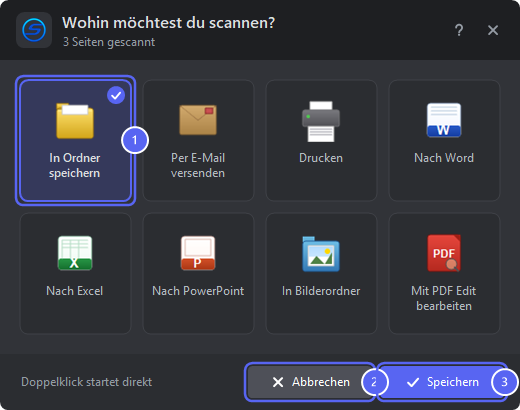 Wohin möchtest du scannen?
3 Seiten gescannt
?
In Ordner
speichern
1
Per E-Mail
versenden
Drucken
W
Nach Word
X
Nach Excel
P
Nach PowerPoint
In Bilderordner
PDF
Mit PDF Edit
bearbeiten
Doppelklick startet direkt
Abbrechen
2
Speichern
3